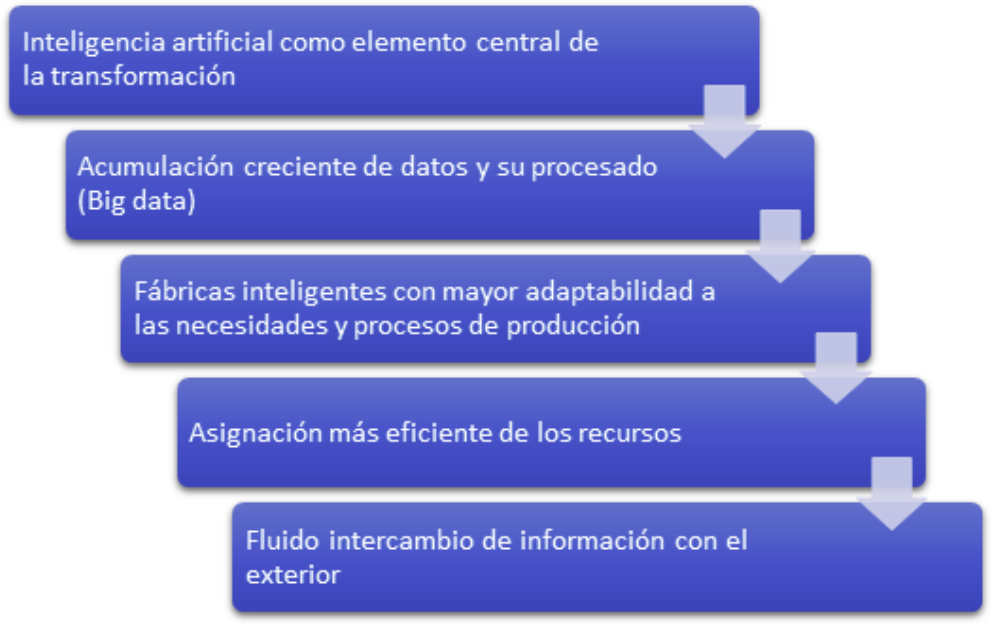 Inteligencia artificial como elemento central de
la transformación
Acumulación creciente de datos y su procesado
(Big data)
Fábricas inteligentes con mayor adaptabilidad a
las necesidades y procesos de producción
Asignación más eficiente de los recursos
Fluido intercambio de información con el
exterior